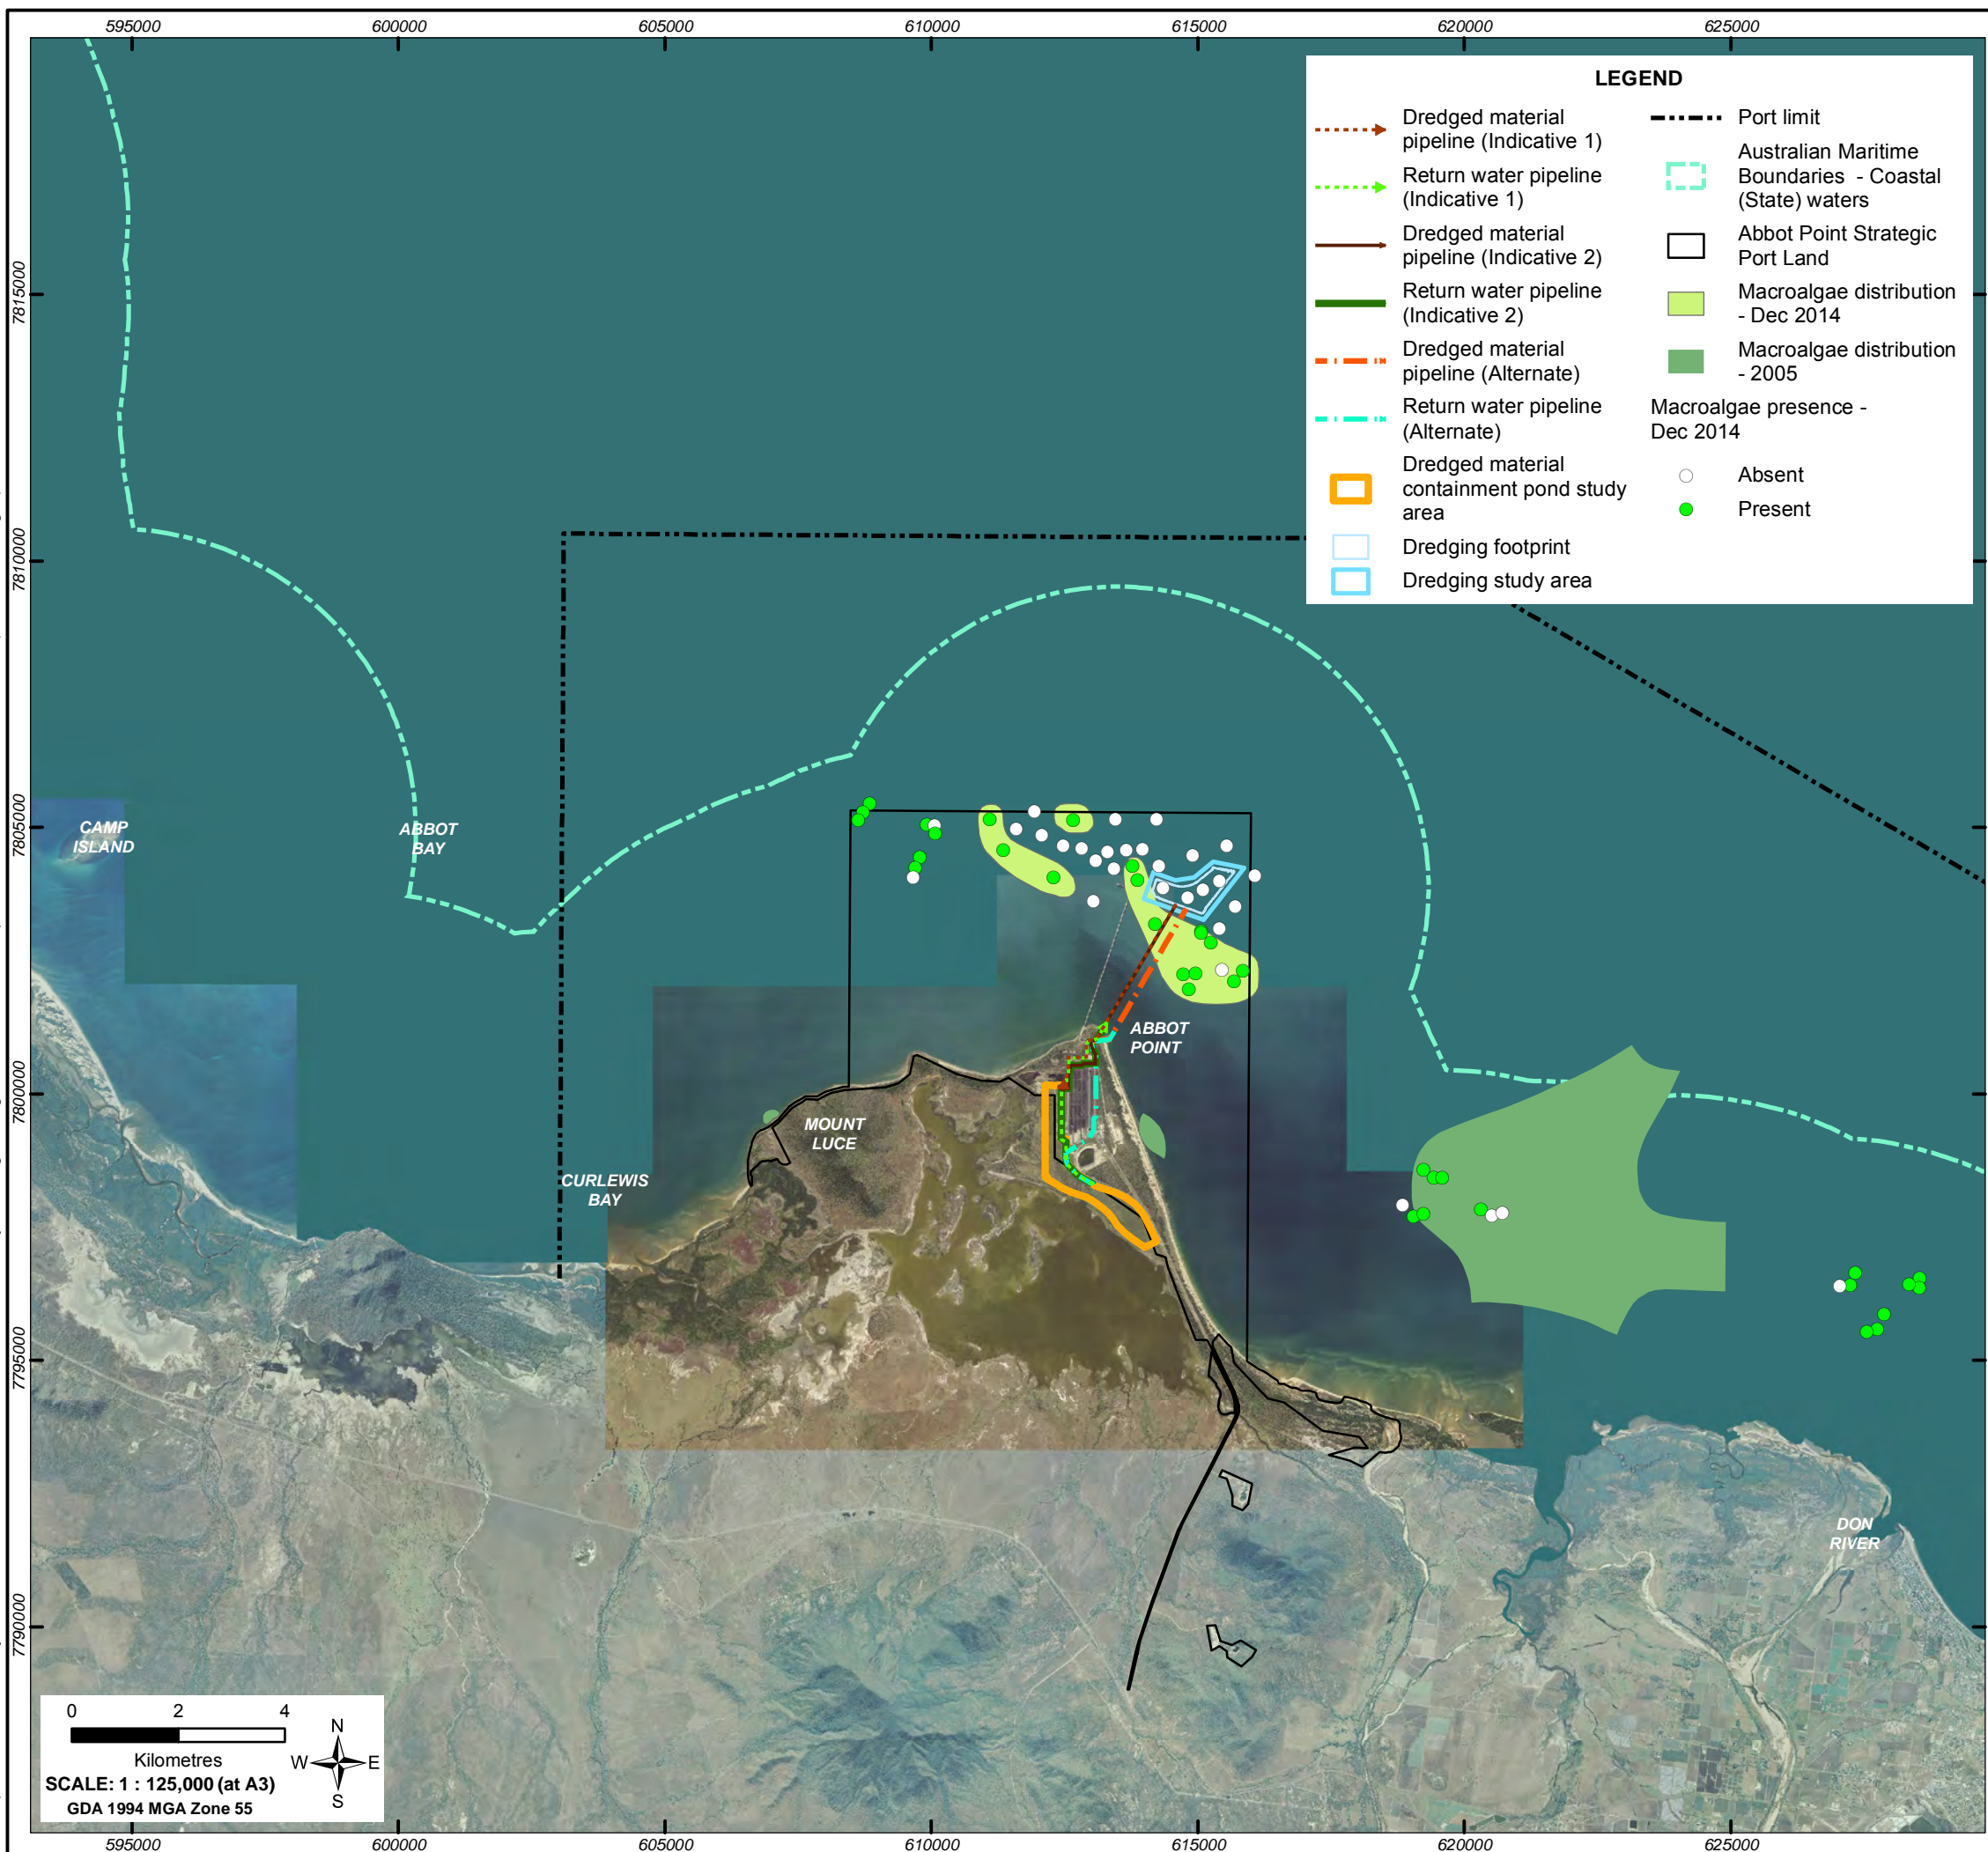 595000 600000 605000 610000 615000 620000 625000
LEGEND
Dredged material
pipeline (Indicative 1)
Return water pipeline
(Indicative 1)
Dredged material
pipeline (Indicative 2)
Return water pipeline
(Indicative 2)
Dredged material
pipeline (Alternate)
Return water pipeline
(Alternate)
Dredged material
containment pond study
area
Dredging footprint
Dredging study area
Port limit
Australian Maritime
Boundaries - Coastal
(State) waters
Abbot Point Strategic
Port Land
Macroalgae distribution
- Dec 2014
Macroalgae distribution
- 2005
Macroalgae presence -
Dec 2014
Absent
Present
7815000
7810000
7805000
7800000
7795000
7790000
CAMP
ISLAND
ABBOT
BAY
ABBOT
POINT
MOUNT
LUCE
CURLEWIS
BAY
DON
RIVER
0 2 4
Kilometres
SCALE: 1 : 125,000 (at A3)
GDA 1994 MGA Zone 55
N
W E
S
595000 600000 605000 610000 615000 620000 625000